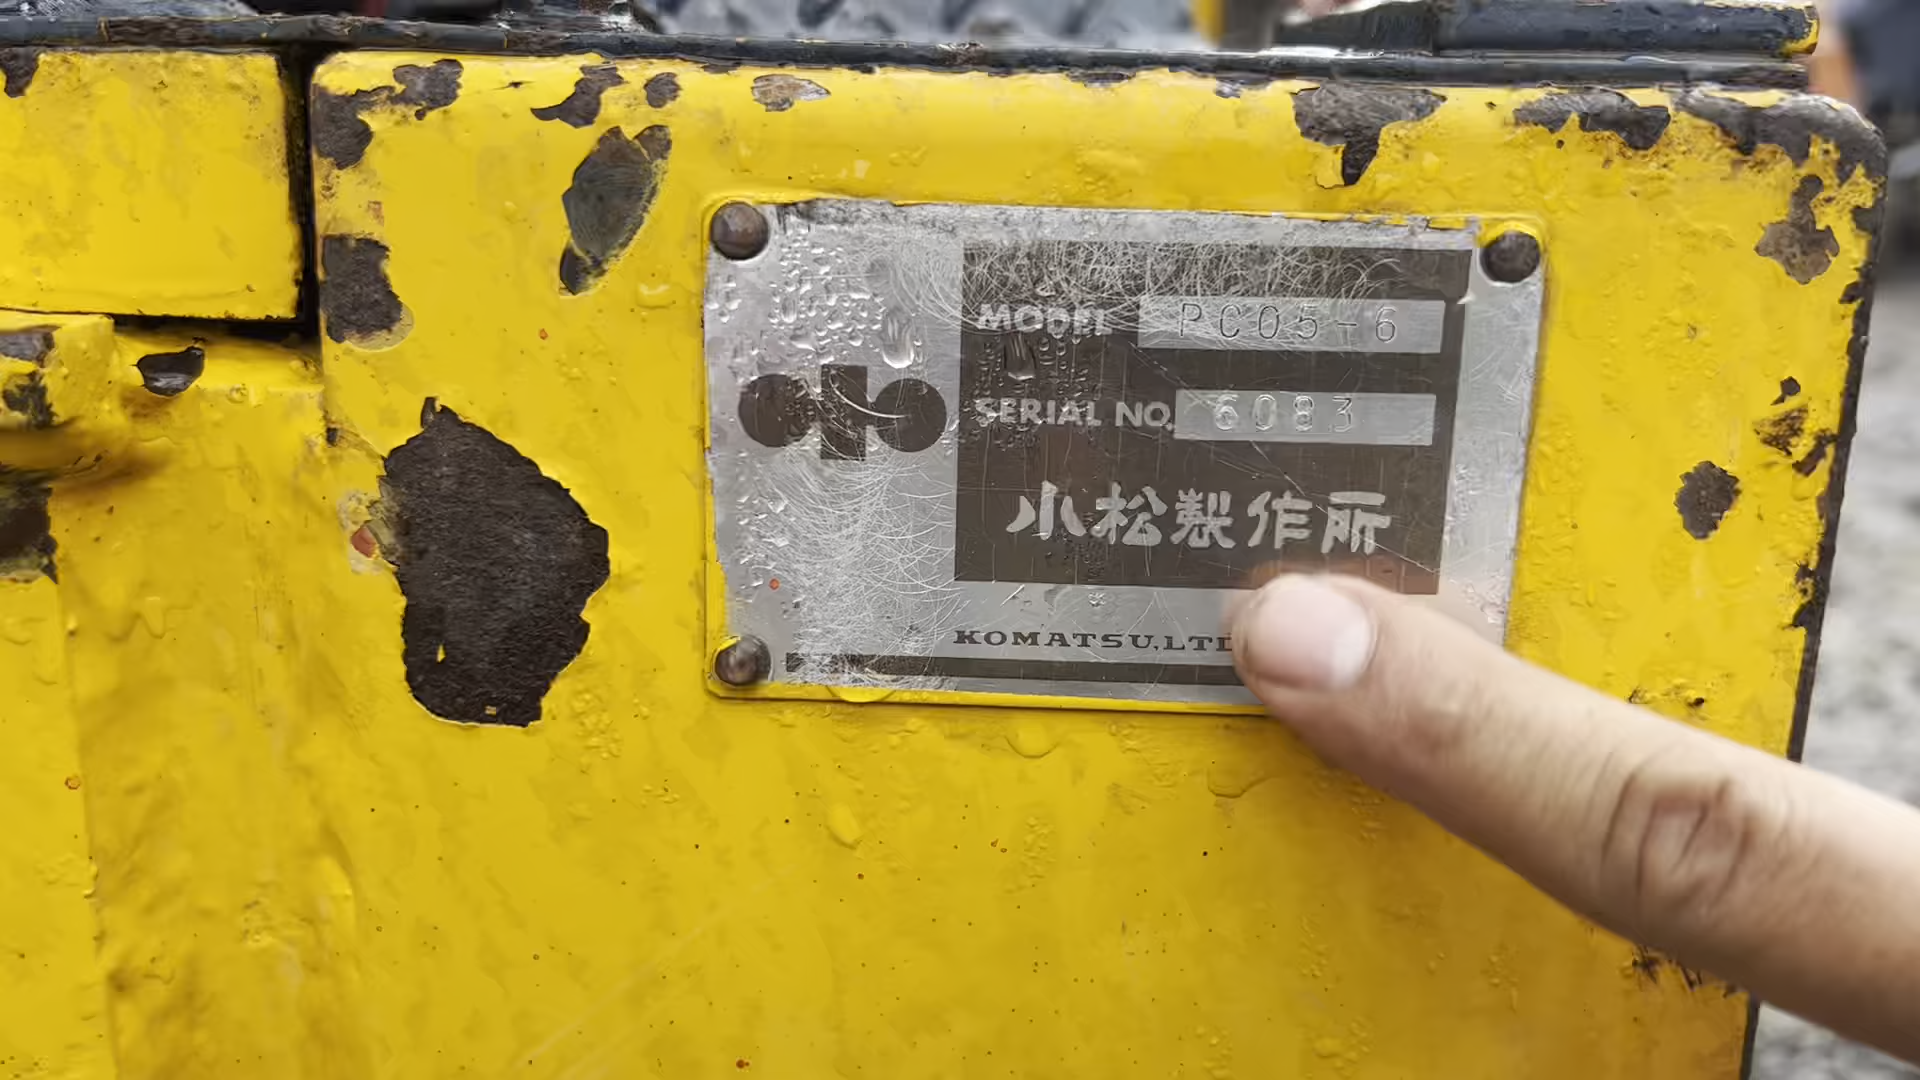 MODEL PC05-6
SERIAL NO. 6083
小松製作所
KOMATSU, LTD